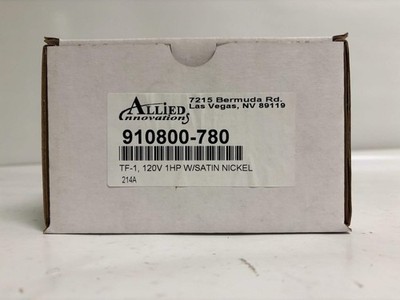 ALLIED
Innovations
7215 Bermuda Rd.
Las Vegas, NV 89119
910800-780
TF-1, 120V 1HP W/SATIN NICKEL
214A